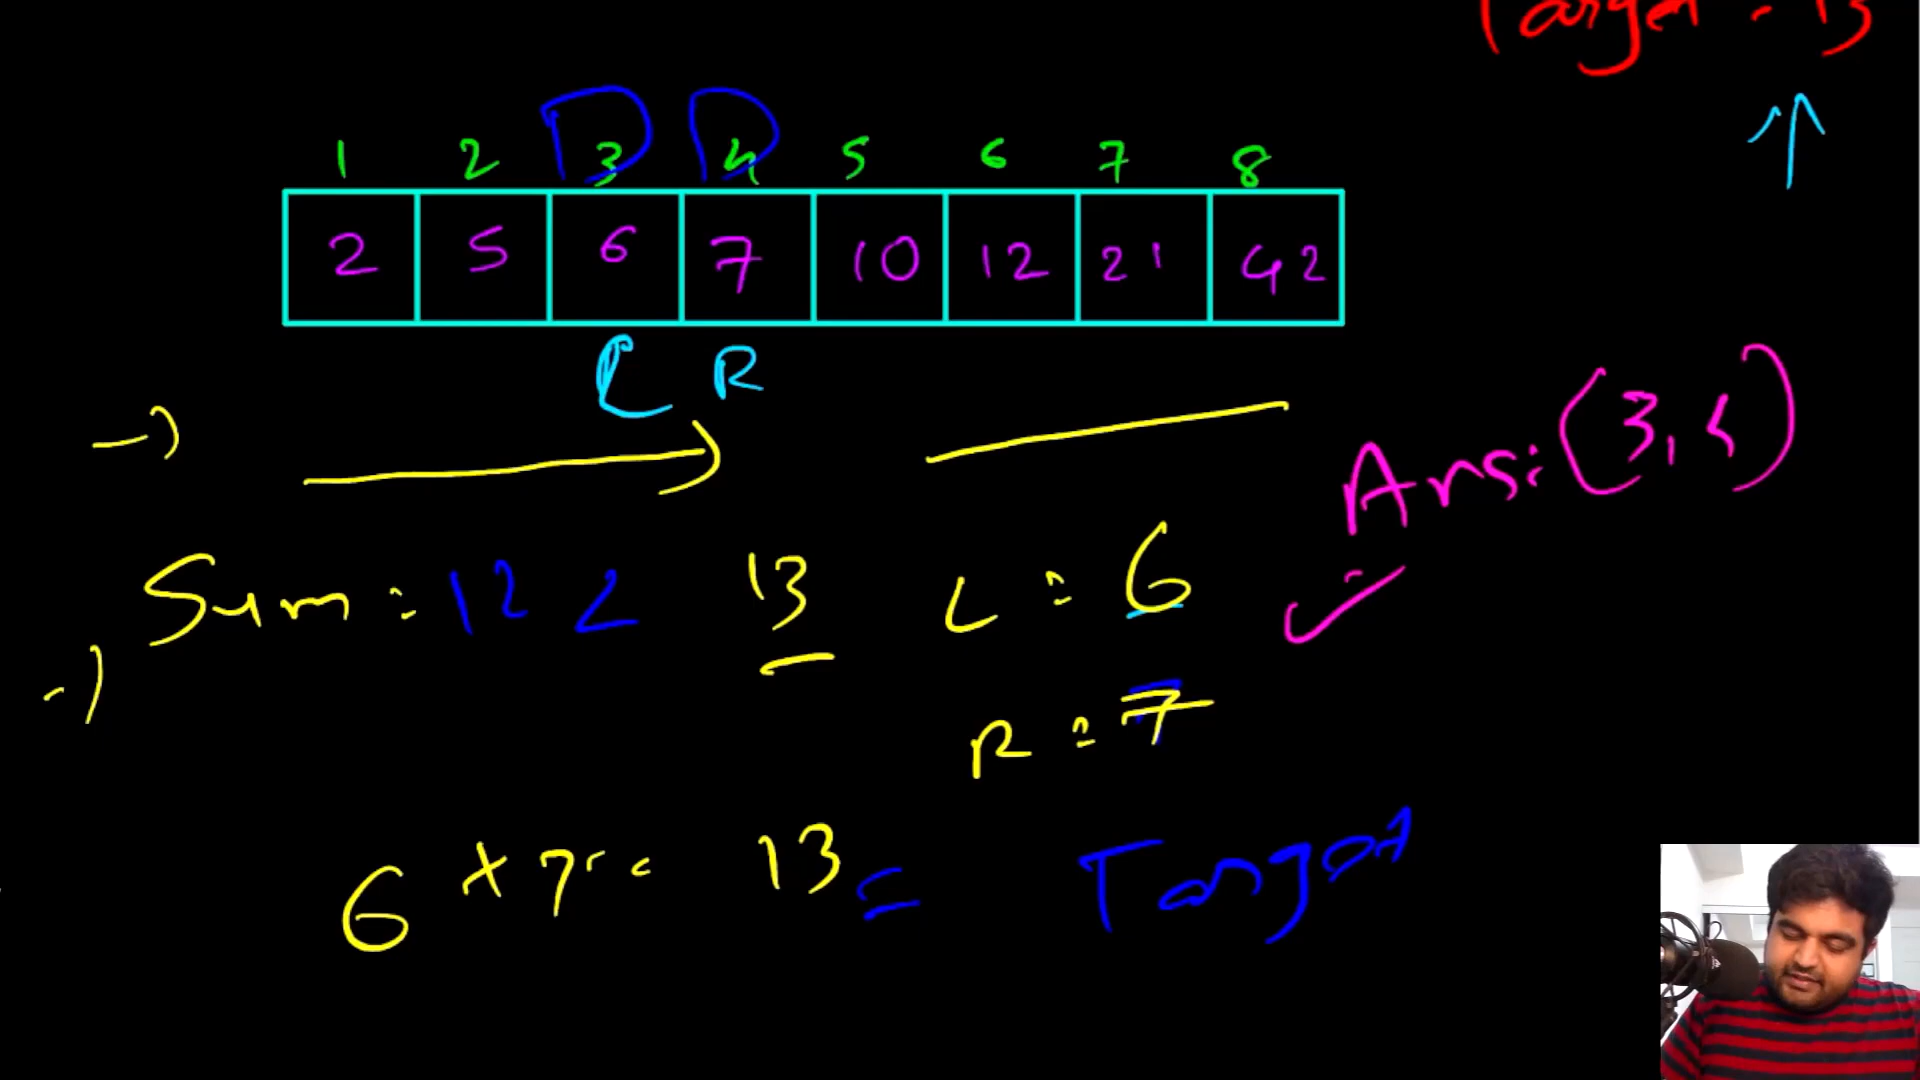 Target = 13
1 2 3 4 5 6 7 8
2 5 6 7 10 12 21 42
L R
Ans: (3, 4)
Sum = 12 < 13 L = 6
R = 7
6 + 7 = 13 = Target